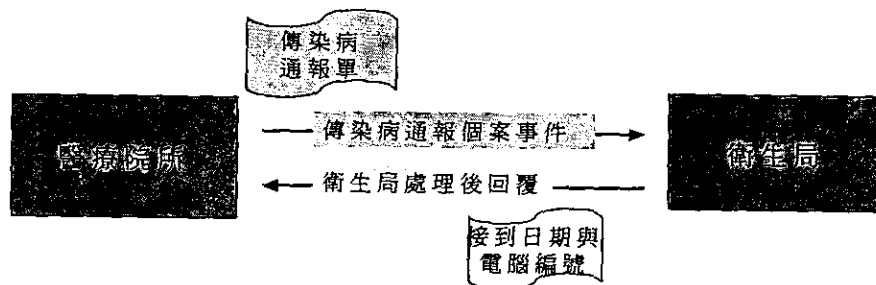 傳染病
通報單
傳染病通報個案事件
醫療院所
衛生局
衛生局處理後回覆
接到日期與
電腦編號